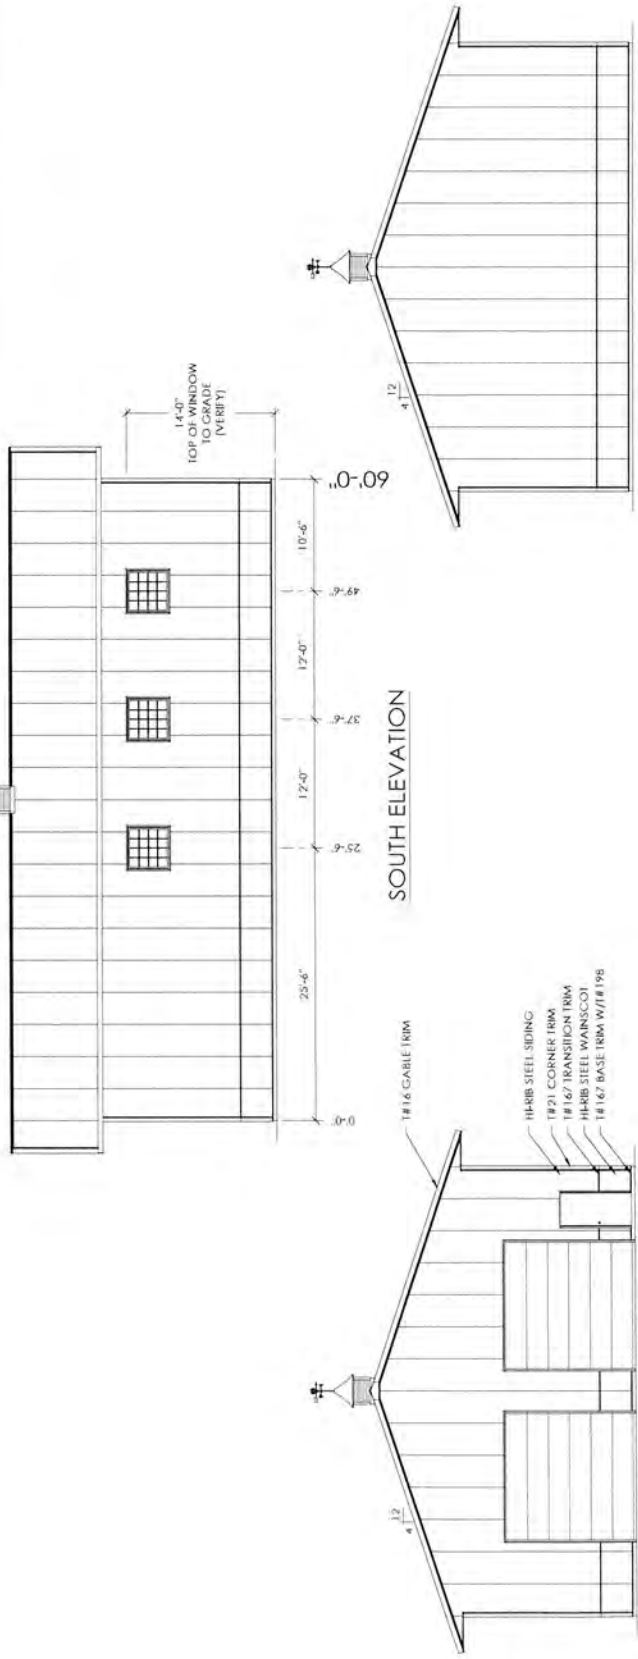 14'-0"
TOP OF WINDOW
TO GRADE
(VERIFY)
0'-0"
25'-6"
25'-6"
12'-0"
37'-6"
12'-0"
49'-6"
10'-6"
60'-0"
SOUTH ELEVATION
12
4
T#16 GABLE TRIM
HI-RIB STEEL SIDING
T#21 CORNER TRIM
T#167 TRANSITION TRIM
HI-RIB STEEL WAINSCOT
T#167 BASE TRIM W/T#198
12
4